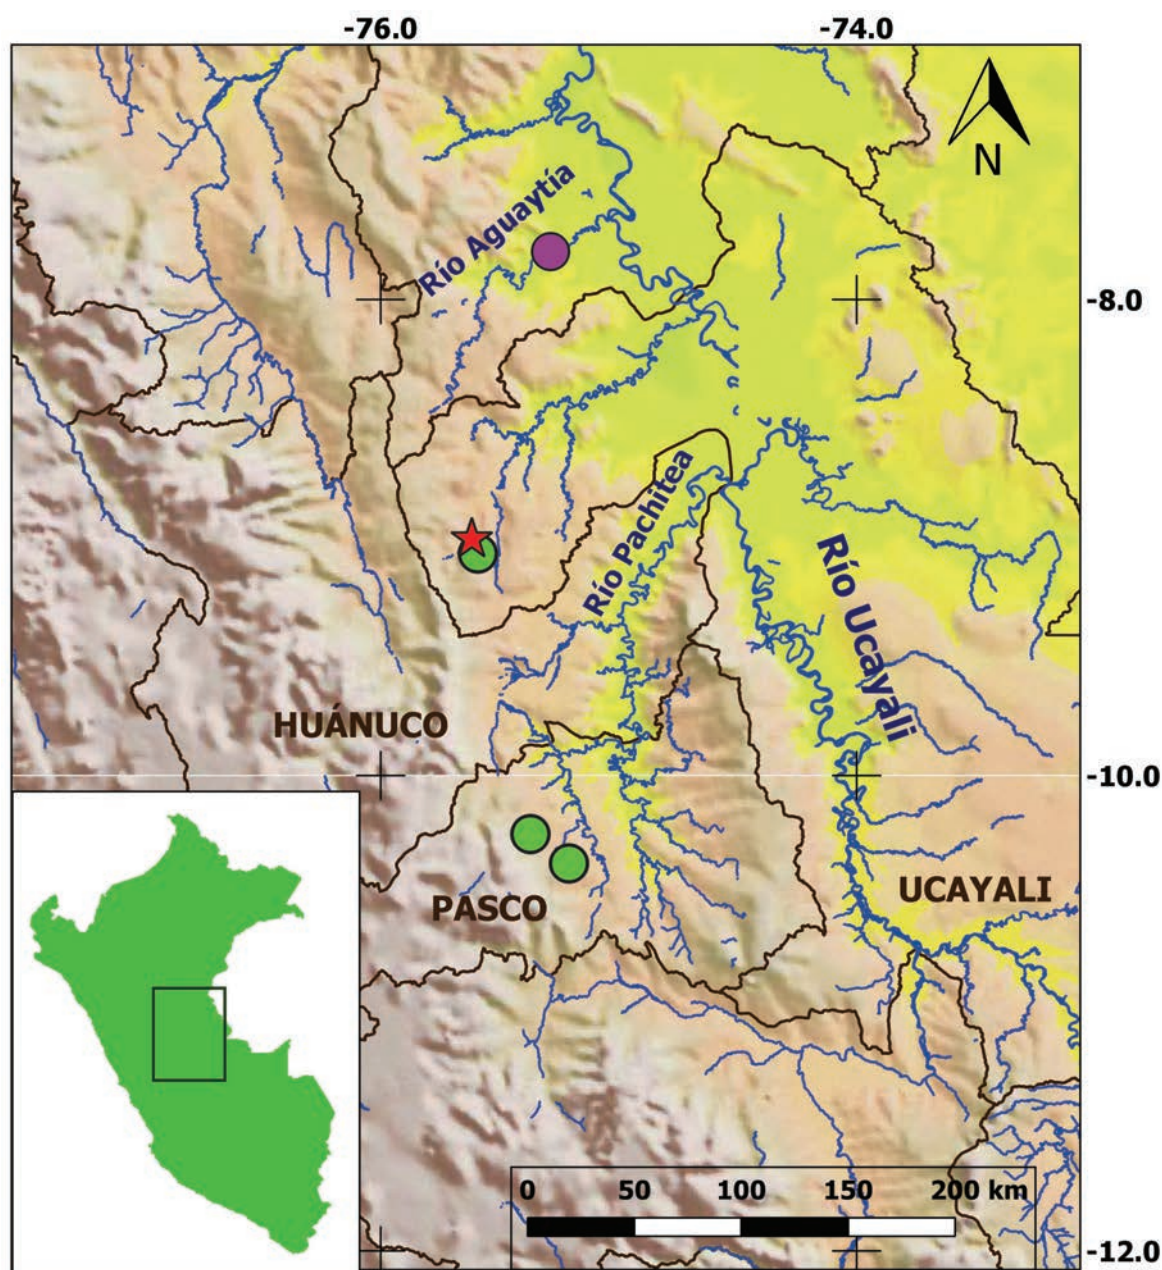 -76.0
-74.0
N
Río Aguaytía
-8.0
Río Pachitea
Río Ucayali
HUÁNUCO
-10.0
PASCO
UCAYALI
0 50 100 150 200 km
-12.0